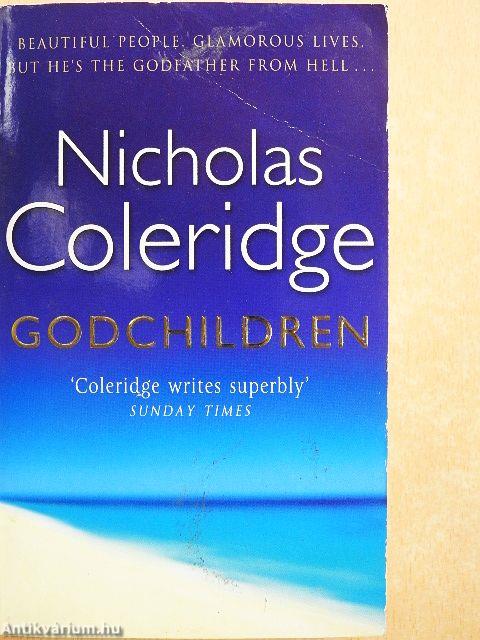 BEAUTIFUL PEOPLE. GLAMOROUS LIVES.
BUT HE'S THE GODFATHER FROM HELL...
Nicholas
Coleridge
GODCHILDREN
'Coleridge writes superbly'
SUNDAY TIMES
Antikvárium.hu